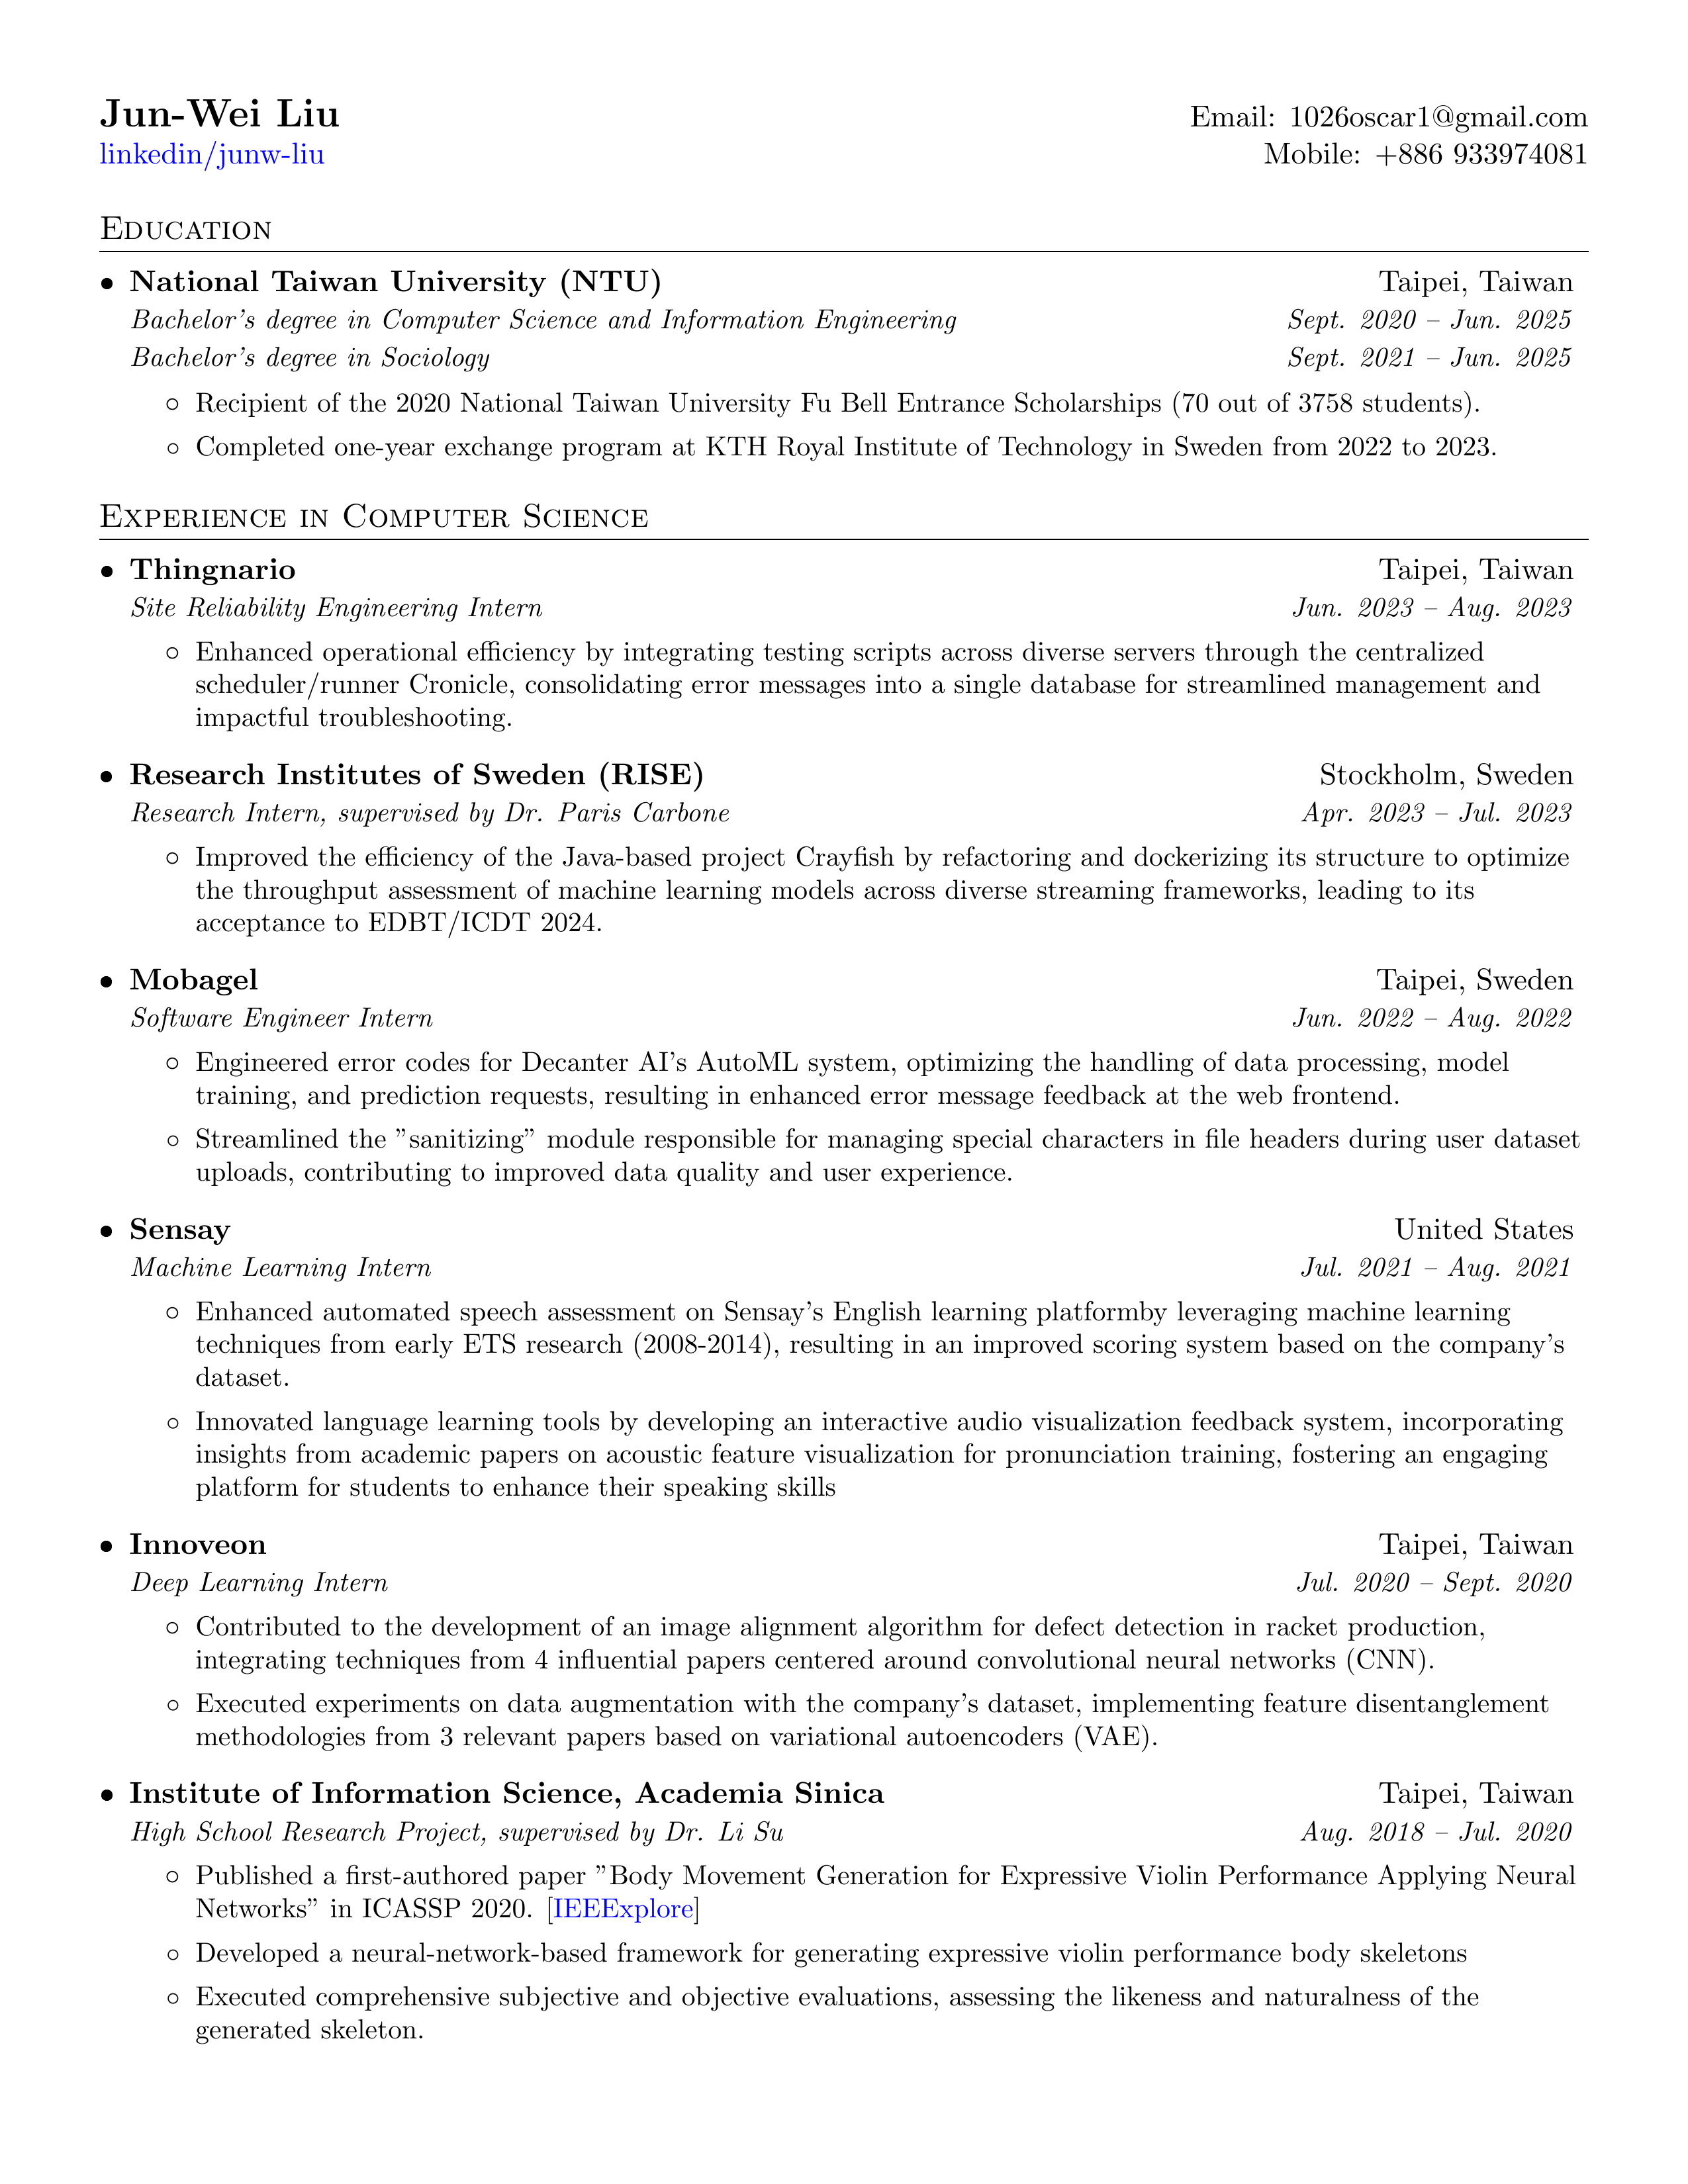 Jun-Wei Liu
Email: 1026oscar1@gmail.com
linkedin/junw-liu
Mobile: +886 933974081
Education
• National Taiwan University (NTU) Taipei, Taiwan
Bachelor's degree in Computer Science and Information Engineering Sept. 2020 – Jun. 2025
Bachelor's degree in Sociology Sept. 2021 – Jun. 2025
◦ Recipient of the 2020 National Taiwan University Fu Bell Entrance Scholarships (70 out of 3758 students).
◦ Completed one-year exchange program at KTH Royal Institute of Technology in Sweden from 2022 to 2023.
Experience in Computer Science
• Thingnario Taipei, Taiwan
Site Reliability Engineering Intern Jun. 2023 – Aug. 2023
◦ Enhanced operational efficiency by integrating testing scripts across diverse servers through the centralized
scheduler/runner Cronicle, consolidating error messages into a single database for streamlined management and
impactful troubleshooting.
• Research Institutes of Sweden (RISE) Stockholm, Sweden
Research Intern, supervised by Dr. Paris Carbone Apr. 2023 – Jul. 2023
◦ Improved the efficiency of the Java-based project Crayfish by refactoring and dockerizing its structure to optimize
the throughput assessment of machine learning models across diverse streaming frameworks, leading to its
acceptance to EDBT/ICDT 2024.
• Mobagel Taipei, Sweden
Software Engineer Intern Jun. 2022 – Aug. 2022
◦ Engineered error codes for Decanter AI's AutoML system, optimizing the handling of data processing, model
training, and prediction requests, resulting in enhanced error message feedback at the web frontend.
◦ Streamlined the ”sanitizing” module responsible for managing special characters in file headers during user dataset
uploads, contributing to improved data quality and user experience.
• Sensay United States
Machine Learning Intern Jul. 2021 – Aug. 2021
◦ Enhanced automated speech assessment on Sensay's English learning platformby leveraging machine learning
techniques from early ETS research (2008-2014), resulting in an improved scoring system based on the company's
dataset.
◦ Innovated language learning tools by developing an interactive audio visualization feedback system, incorporating
insights from academic papers on acoustic feature visualization for pronunciation training, fostering an engaging
platform for students to enhance their speaking skills
• Innoveon Taipei, Taiwan
Deep Learning Intern Jul. 2020 – Sept. 2020
◦ Contributed to the development of an image alignment algorithm for defect detection in racket production,
integrating techniques from 4 influential papers centered around convolutional neural networks (CNN).
◦ Executed experiments on data augmentation with the company's dataset, implementing feature disentanglement
methodologies from 3 relevant papers based on variational autoencoders (VAE).
• Institute of Information Science, Academia Sinica Taipei, Taiwan
High School Research Project, supervised by Dr. Li Su Aug. 2018 – Jul. 2020
◦ Published a first-authored paper ”Body Movement Generation for Expressive Violin Performance Applying Neural
Networks” in ICASSP 2020. [IEEExplore]
◦ Developed a neural-network-based framework for generating expressive violin performance body skeletons
◦ Executed comprehensive subjective and objective evaluations, assessing the likeness and naturalness of the
generated skeleton.